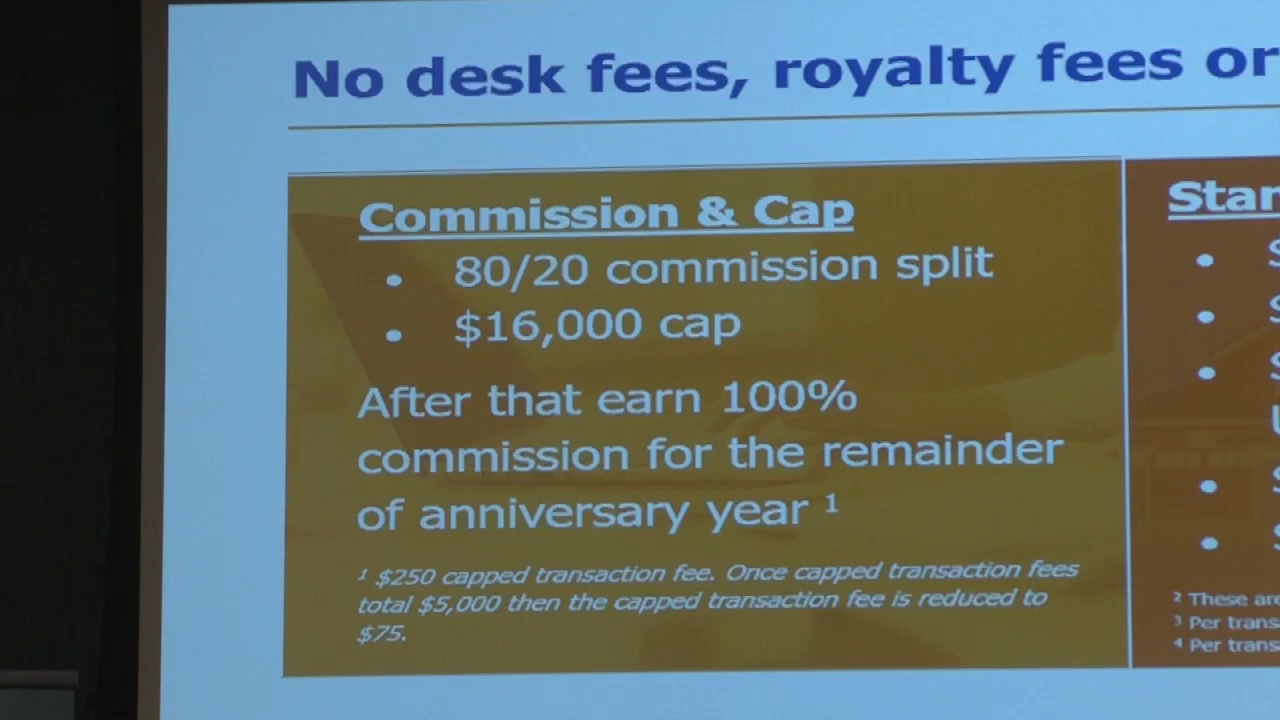 No desk fees, royalty fees or
Commission & Cap
• 80/20 commission split
• $16,000 cap
After that earn 100%
commission for the remainder
of anniversary year ¹
¹ $250 capped transaction fee. Once capped transaction fees
total $5,000 then the capped transaction fee is reduced to
$75.
² These are
³ Per trans
⁴ Per trans